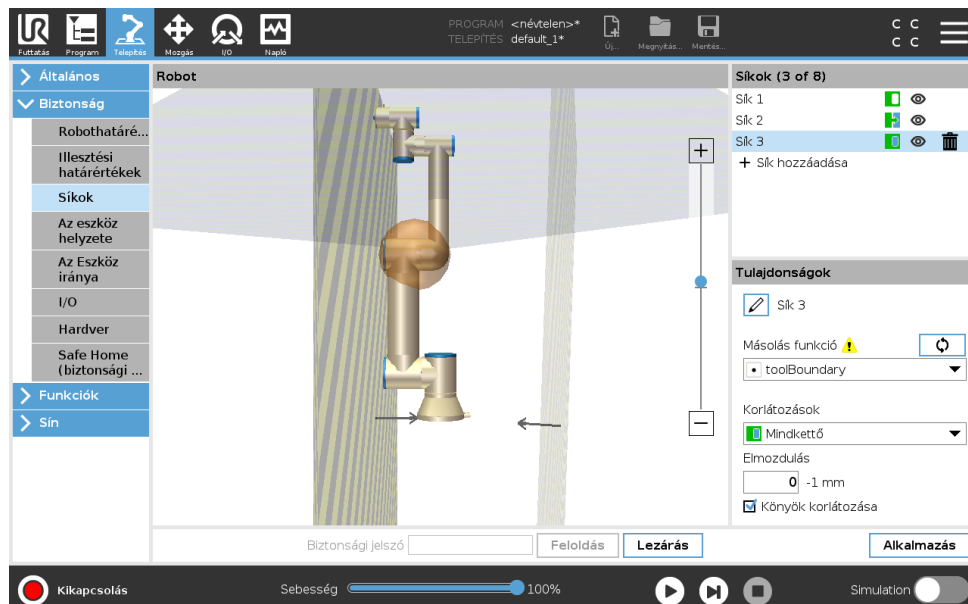 PROGRAM <névtelen>*
TELEPÍTÉS default_1*
Futtatás Program Telepítés Mozgás I/O Napló Új... Megnyitás... Mentés...
C C
C C
Általános
Biztonság
Robothatáré...
Illesztési
határértékek
Síkok
Az eszköz
helyzete
Az Eszköz
iránya
I/O
Hardver
Safe Home
(biztonsági ...
Funkciók
Sín
Robot
+
−
Síkok (3 of 8)
Sík 1
Sík 2
Sík 3
+ Sík hozzáadása
Tulajdonságok
Sík 3
Másolás funkció
toolBoundary
Korlátozások
Mindkettő
Elmozdulás
0 -1 mm
Könyök korlátozása
Biztonsági jelszó Feloldás Lezárás Alkalmazás
Kikapcsolás Sebesség 100% Simulation